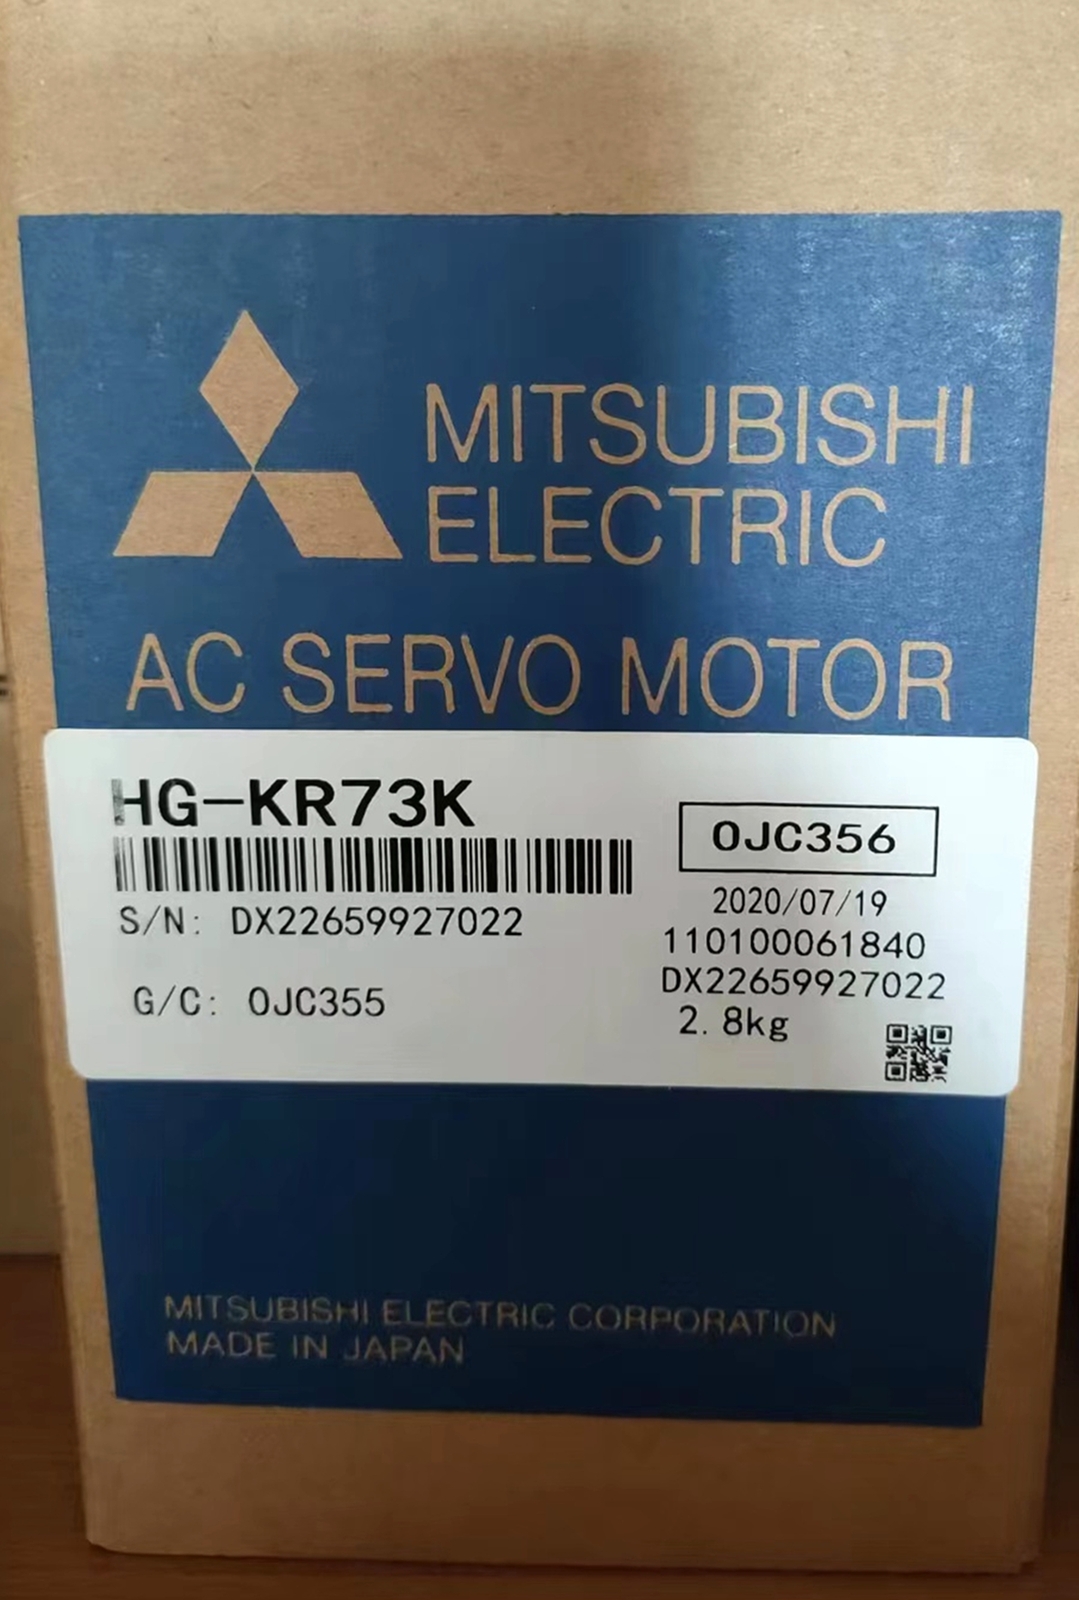 MITSUBISHI
ELECTRIC
AC SERVO MOTOR
HG-KR73K
0JC356
S/N: DX22659927022
2020/07/19
110100061840
G/C: 0JC355
DX22659927022
2.8kg
MITSUBISHI ELECTRIC CORPORATION
MADE IN JAPAN